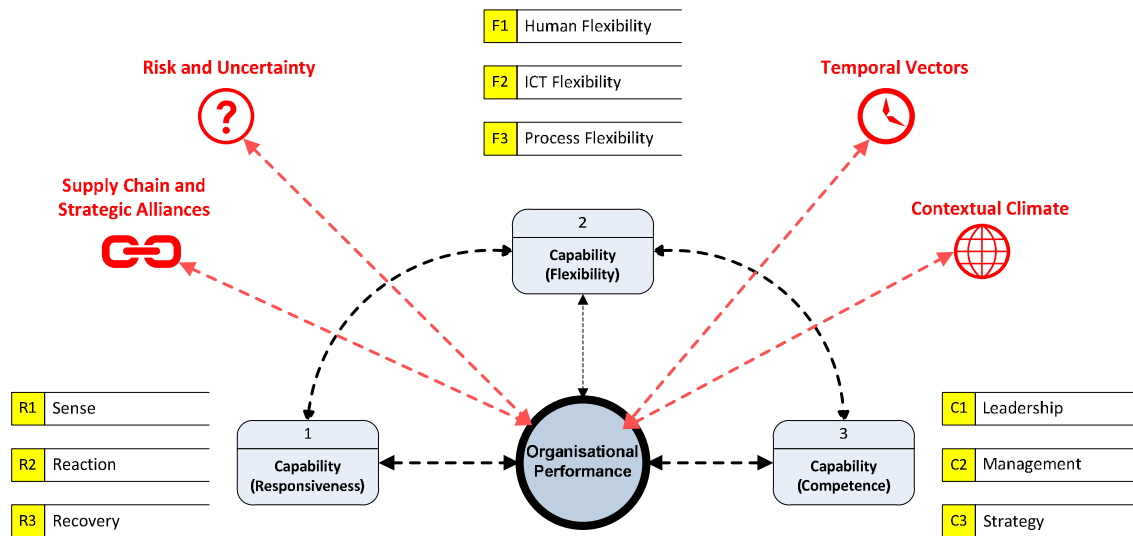 F1 Human Flexibility
F2 ICT Flexibility
F3 Process Flexibility
Risk and Uncertainty
Temporal Vectors
Supply Chain and
Strategic Alliances
Contextual Climate
2
Capability
(Flexibility)
R1 Sense
R2 Reaction
R3 Recovery
1
Capability
(Responsiveness)
Organisational
Performance
3
Capability
(Competence)
C1 Leadership
C2 Management
C3 Strategy